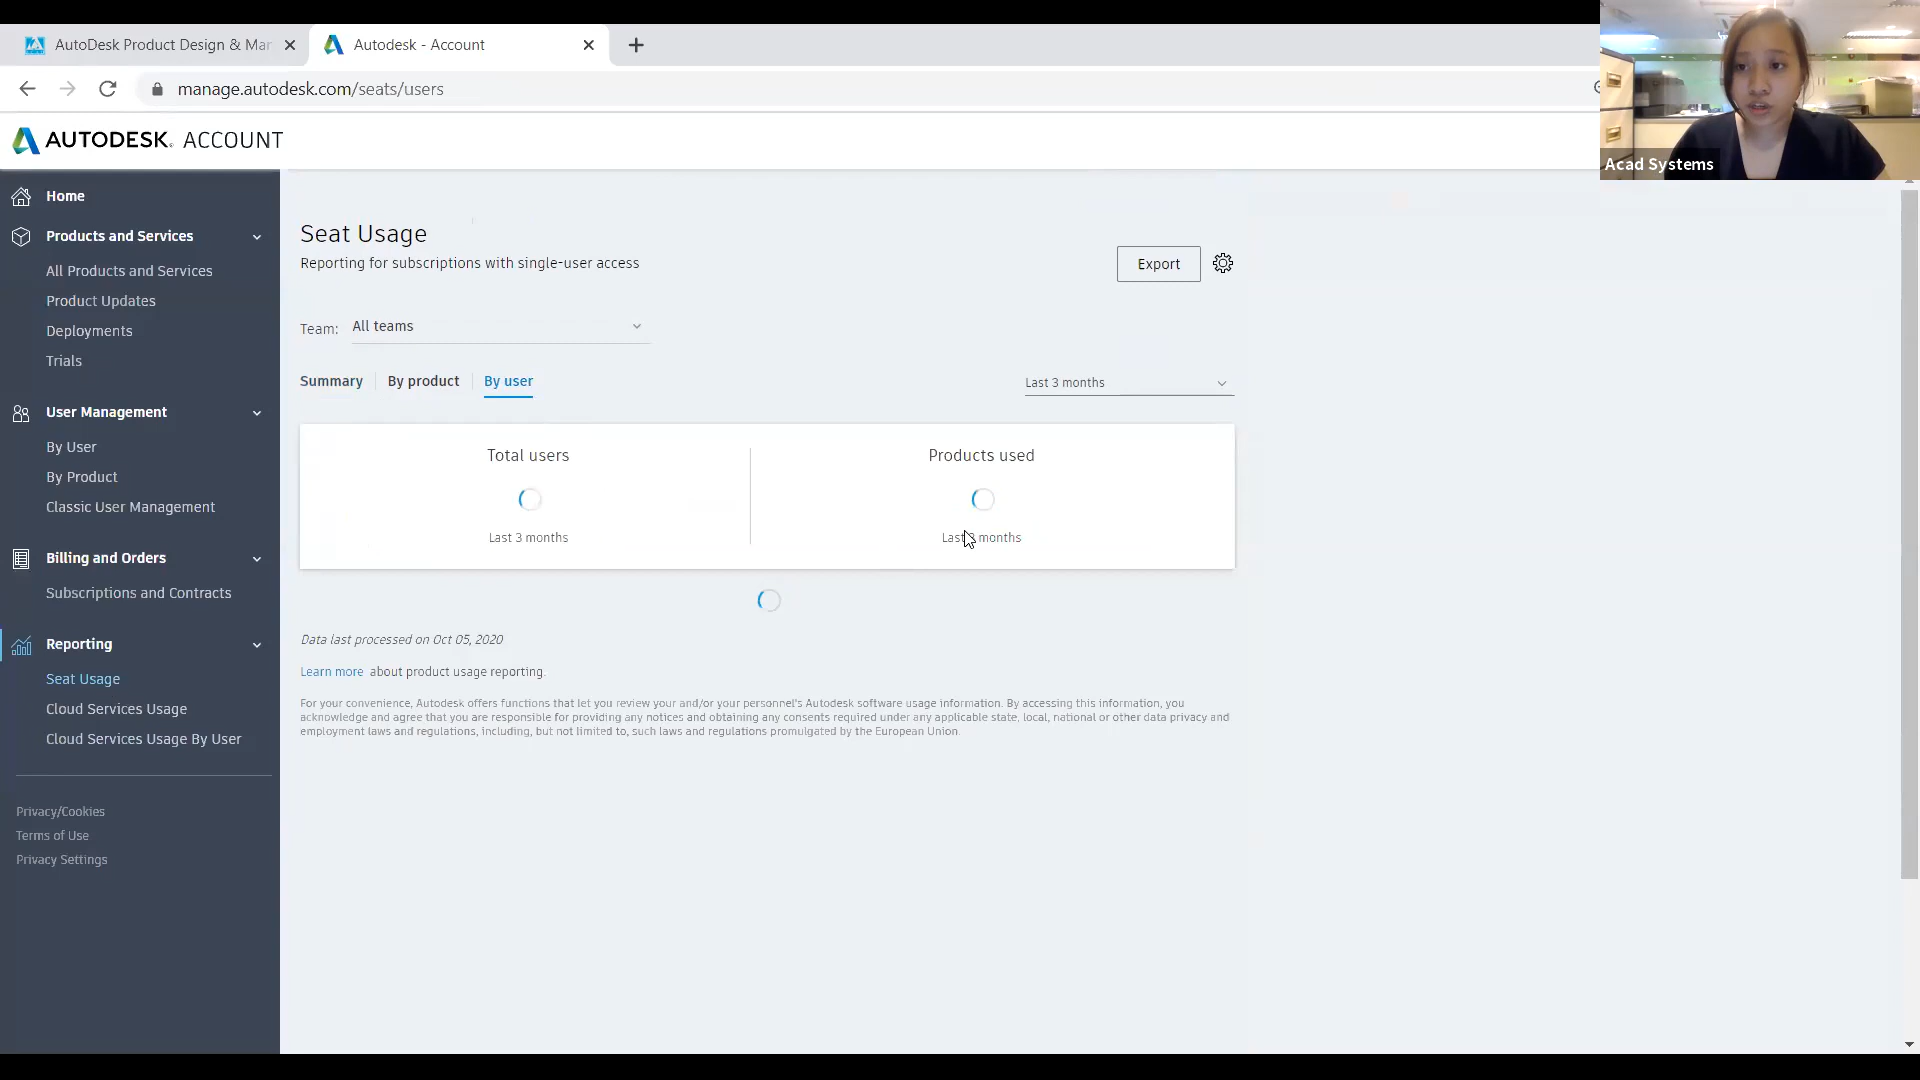 AutoDesk Product Design & Mar
Autodesk - Account
manage.autodesk.com/seats/users
AUTODESK. ACCOUNT
Acad Systems
Home
Products and Services
All Products and Services
Product Updates
Deployments
Trials
User Management
By User
By Product
Classic User Management
Billing and Orders
Subscriptions and Contracts
Reporting
Seat Usage
Cloud Services Usage
Cloud Services Usage By User
Privacy/Cookies
Terms of Use
Privacy Settings
Seat Usage
Reporting for subscriptions with single-user access
Export
Team: All teams
Summary By product By user
Last 3 months
Total users
Last 3 months
Products used
Last 3 months
Data last processed on Oct 05, 2020
Learn more about product usage reporting.
For your convenience, Autodesk offers functions that let you review your and/or your personnel's Autodesk software usage information. By accessing this information, you
acknowledge and agree that you are responsible for providing any notices and obtaining any consents required under any applicable state, local, national or other data privacy and
employment laws and regulations, including, but not limited to, such laws and regulations promulgated by the European Union.